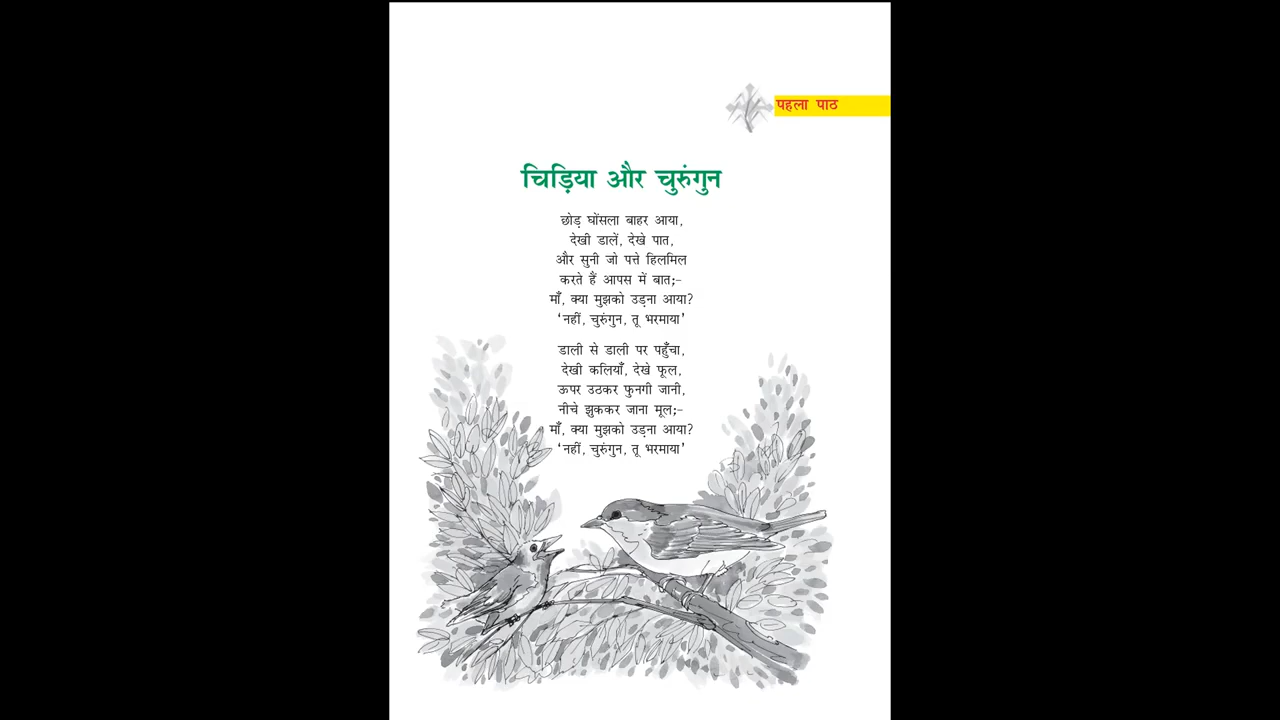 पहला पाठ
चिड़िया और चुरुंगुन
छोड़ घोंसला बाहर आया,
देखी डालें, देखे पात,
और सुनी जो पत्ते हिलमिल
करते हैं आपस में बात;-
माँ, क्या मुझको उड़ना आया?
‘नहीं, चुरुंगुन, तू भरमाया’
डाली से डाली पर पहुँचा,
देखी कलियाँ, देखे फूल,
ऊपर उठकर फुनगी जानी,
नीचे झुककर जाना मूल;-
माँ, क्या मुझको उड़ना आया?
‘नहीं, चुरुंगुन, तू भरमाया’